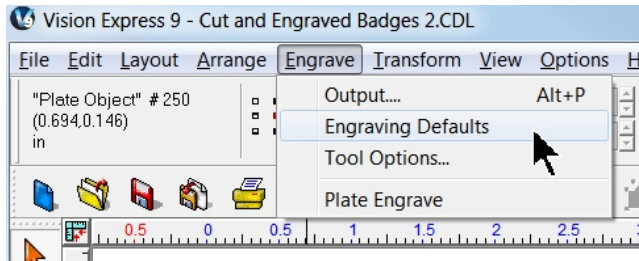 Vision Express 9 - Cut and Engraved Badges 2.CDL
File Edit Layout Arrange Engrave Transform View Options H
"Plate Object" # 250
(0.694,0.146)
in
Output.... Alt+P
Engraving Defaults
Tool Options...
Plate Engrave
0.5 0 0.5 1 1.5 2 2.5